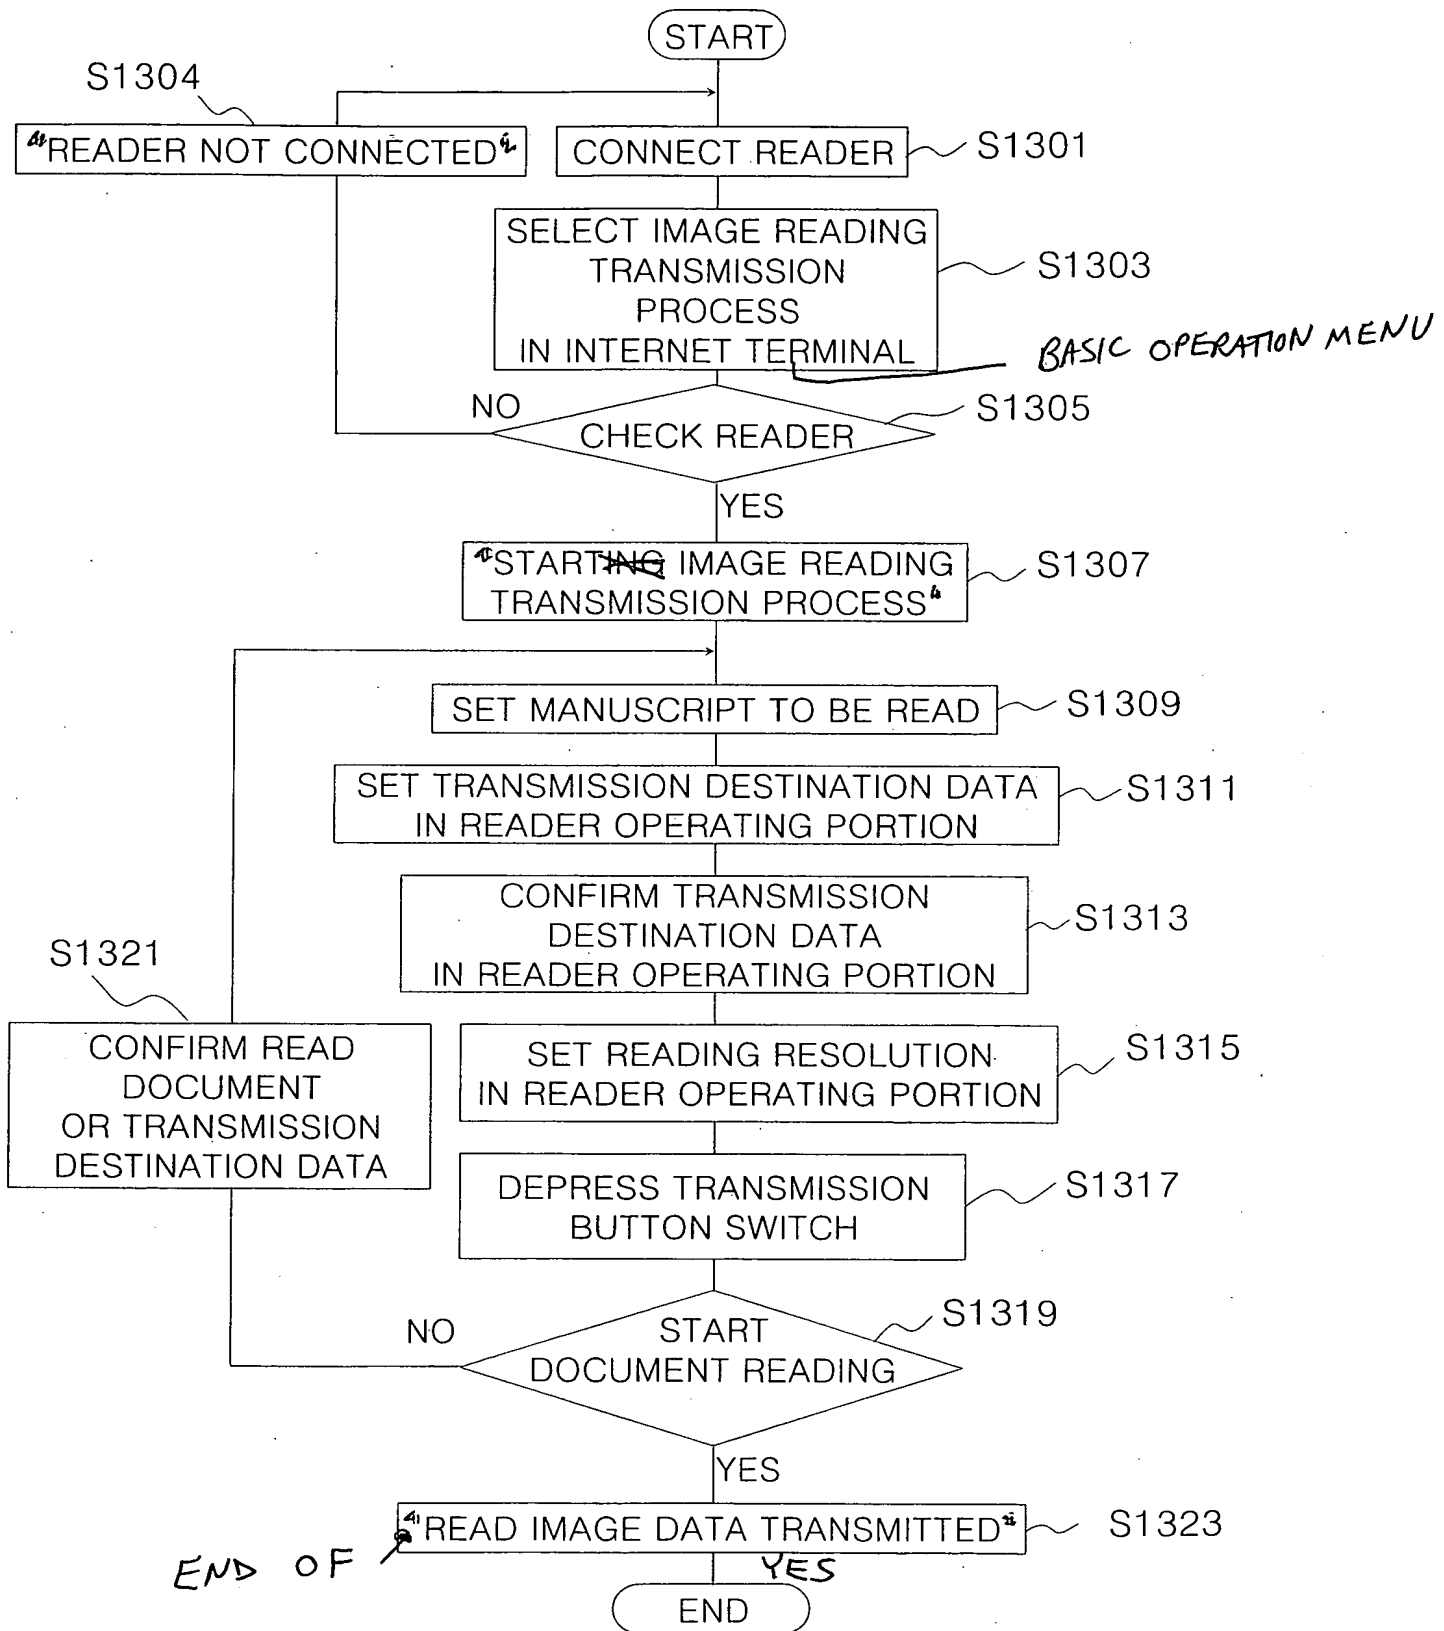 START
S1304
"READER NOT CONNECTED"
CONNECT READER
S1301
SELECT IMAGE READING
TRANSMISSION
PROCESS
IN INTERNET TERMINAL
S1303
BASIC OPERATION MENU
NO
CHECK READER
S1305
YES
"STARTING IMAGE READING
TRANSMISSION PROCESS"
S1307
SET MANUSCRIPT TO BE READ
S1309
SET TRANSMISSION DESTINATION DATA
IN READER OPERATING PORTION
S1311
CONFIRM TRANSMISSION
DESTINATION DATA
IN READER OPERATING PORTION
S1313
S1321
CONFIRM READ
DOCUMENT
OR TRANSMISSION
DESTINATION DATA
SET READING RESOLUTION
IN READER OPERATING PORTION
S1315
DEPRESS TRANSMISSION
BUTTON SWITCH
S1317
NO
START
DOCUMENT READING
S1319
YES
"READ IMAGE DATA TRANSMITTED"
S1323
END OF
YES
END